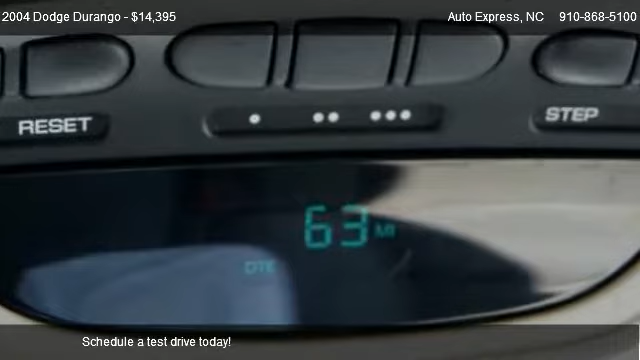 2004 Dodge Durango - $14,395
Auto Express, NC 910-868-5100
RESET
STEP
63 MI
DTE
Schedule a test drive today!